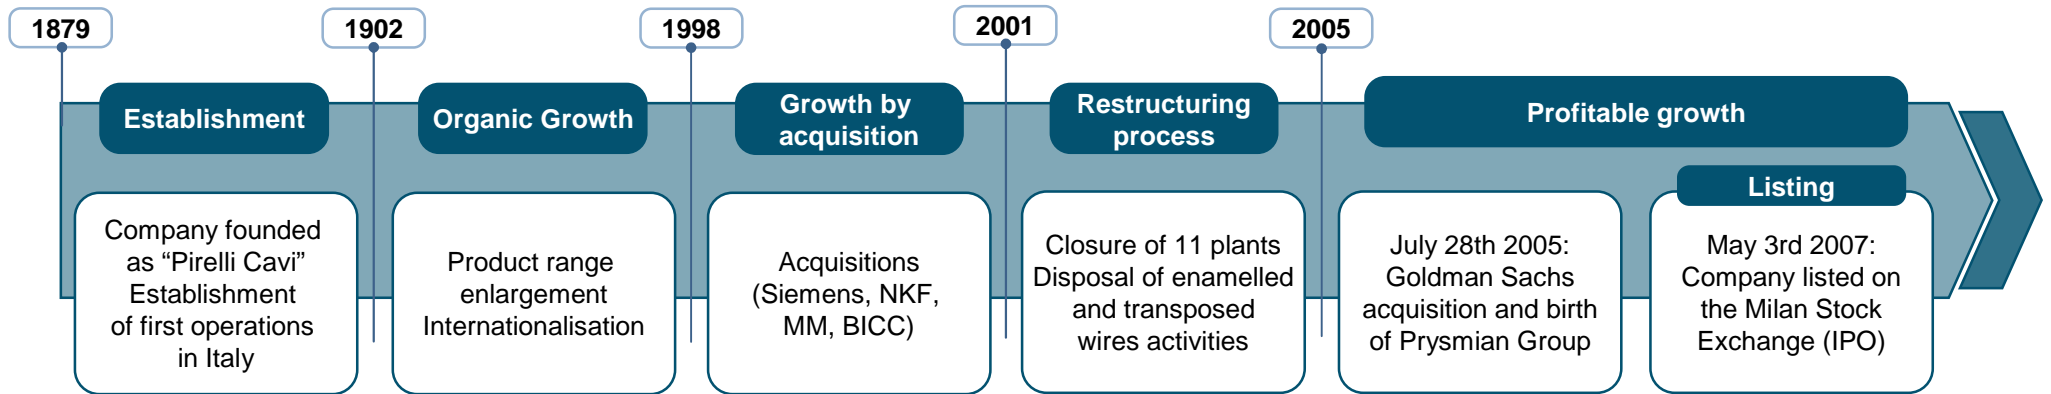 1879
1902
1998
2001
2005
Establishment
Organic Growth
Growth by
acquisition
Restructuring
process
Profitable growth
Listing
Company founded
as “Pirelli Cavi”
Establishment
of first operations
in Italy
Product range
enlargement
Internationalisation
Acquisitions
(Siemens, NKF,
MM, BICC)
Closure of 11 plants
Disposal of enamelled
and transposed
wires activities
July 28th 2005:
Goldman Sachs
acquisition and birth
of Prysmian Group
May 3rd 2007:
Company listed on
the Milan Stock
Exchange (IPO)